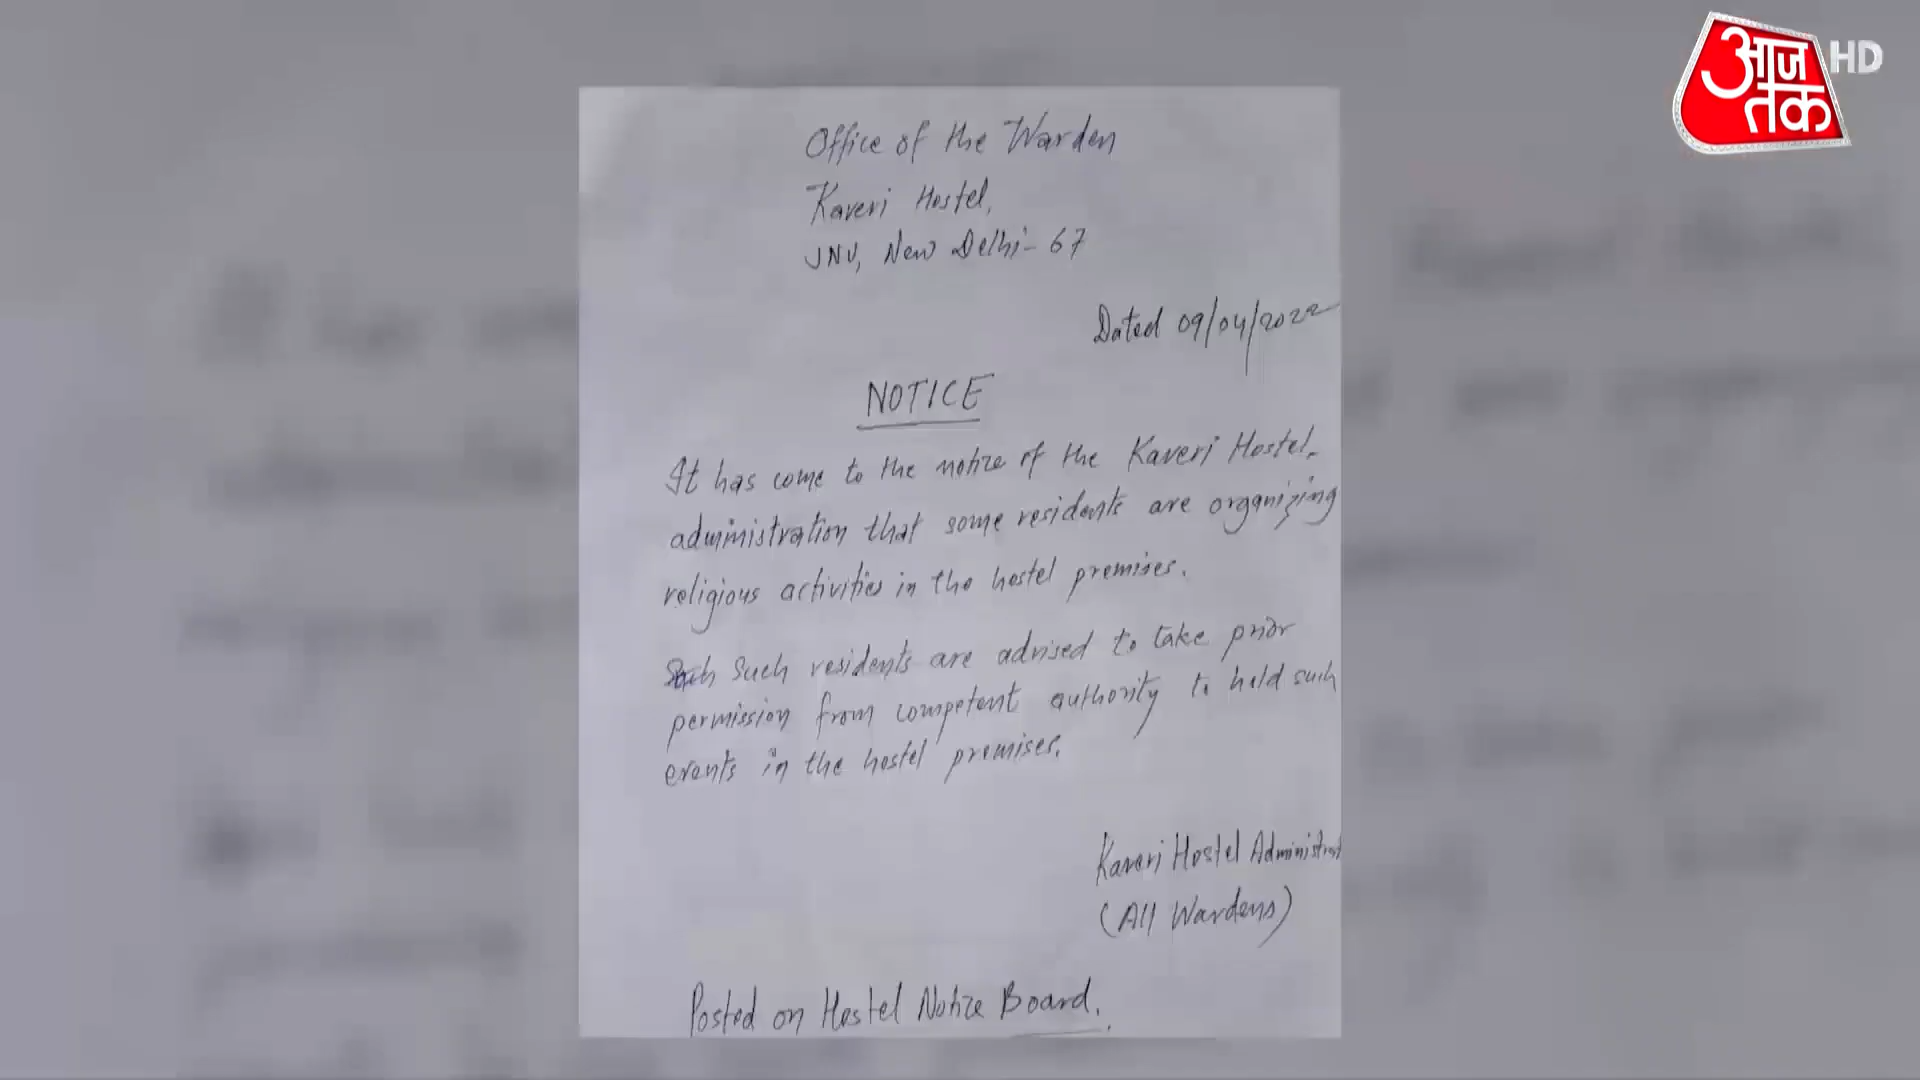 आज तक HD
Office of the Warden
Kaveri Hostel,
JNU, New Delhi-67
Dated 09/04/2022
NOTICE
It has come to the notice of the Kaveri Hostel
administration that some residents are organizing
religious activities in the hostel premises.
Such residents are advised to take prior
permission from competent authority to hold such
events in the hostel premises.
Kaveri Hostel Administrat
(All Wardens)
Posted on Hostel Notice Board.